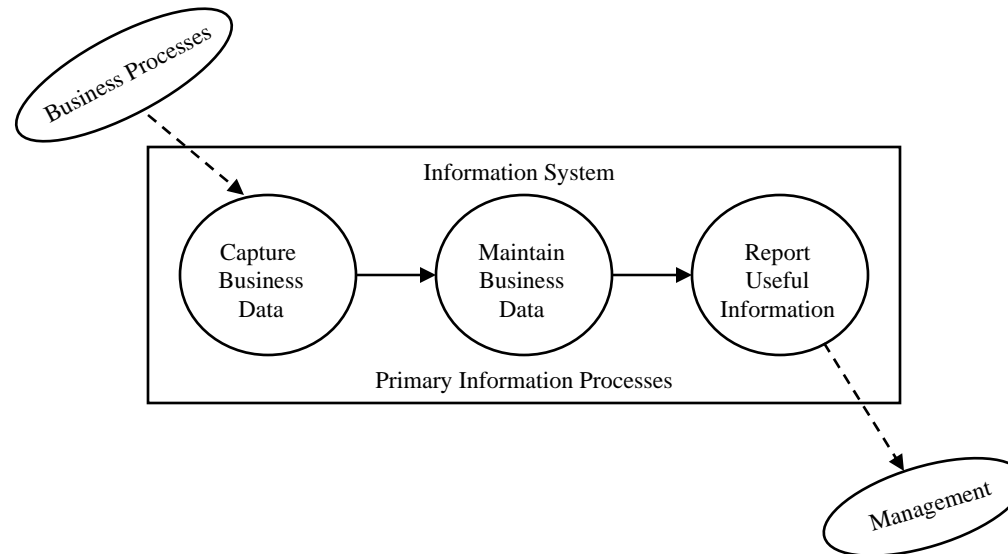 Business Processes
Information System
Capture
Business
Data
Maintain
Business
Data
Report
Useful
Information
Primary Information Processes
Management